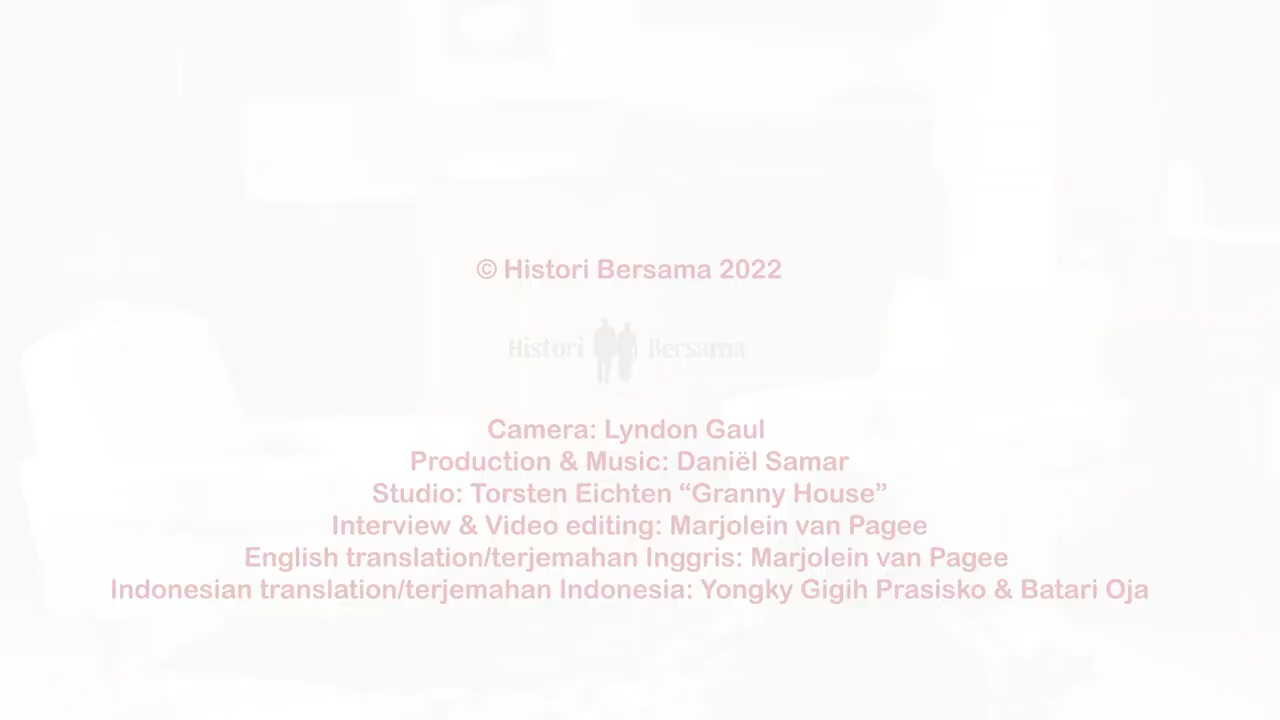 © Histori Bersama 2022
Histori Bersama
Camera: Lyndon Gaul
Production & Music: Daniël Samar
Studio: Torsten Eichten “Granny House”
Interview & Video editing: Marjolein van Pagee
English translation/terjemahan Inggris: Marjolein van Pagee
Indonesian translation/terjemahan Indonesia: Yongky Gigih Prasisko & Batari Oja